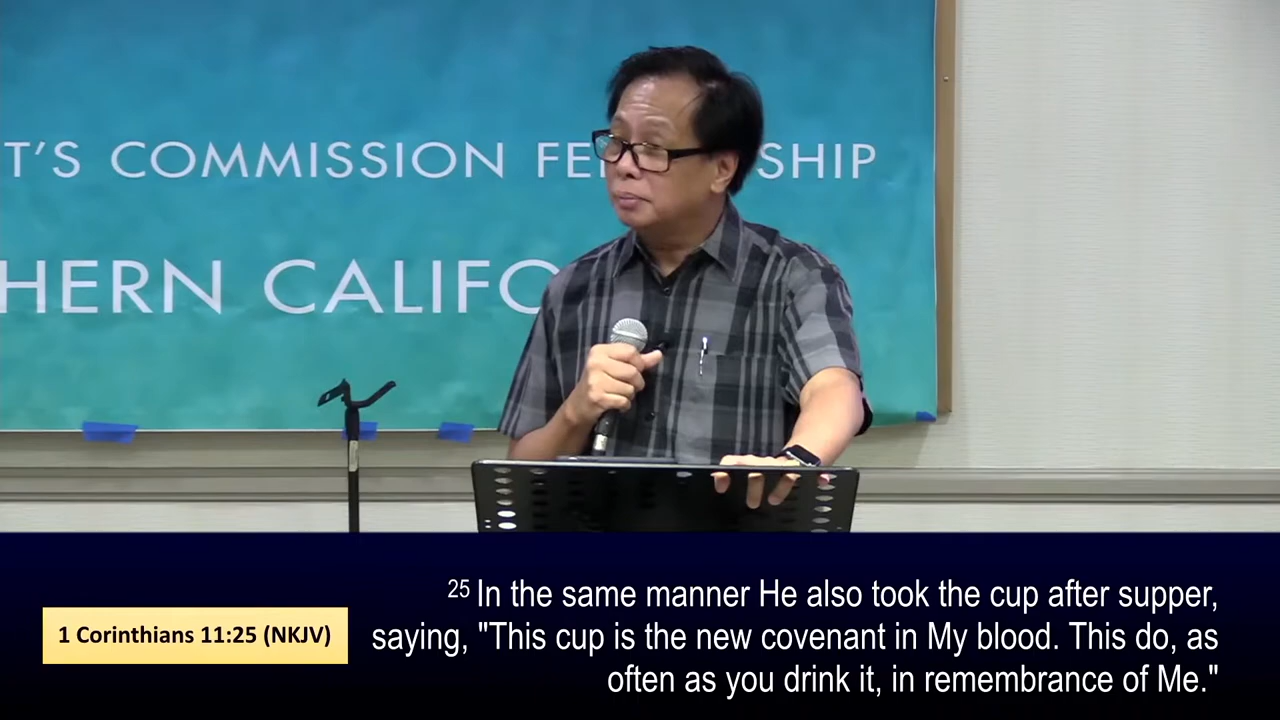 T'S COMMISSION FE SHIP
HERN CALIFO
1 Corinthians 11:25 (NKJV)
25 In the same manner He also took the cup after supper,
saying, "This cup is the new covenant in My blood. This do, as
often as you drink it, in remembrance of Me."